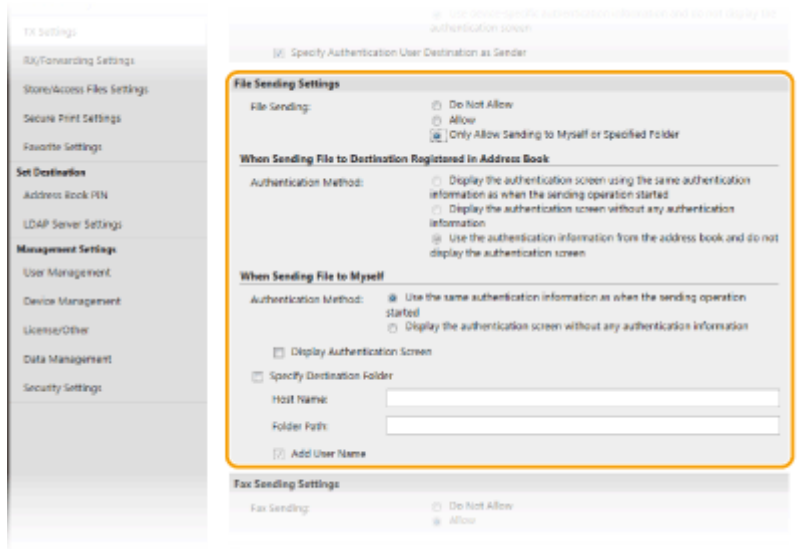 TX Settings
RX/Forwarding Settings
Store/Access Files Settings
Secure Print Settings
Favorite Settings
Set Destination
Address Book PIN
LDAP Server Settings
Management Settings
User Management
Device Management
License/Other
Data Management
Security Settings
authentication screen
Specify Authentication User Destination as Sender
File Sending Settings
File Sending:
Do Not Allow
Allow
Only Allow Sending to Myself or Specified Folder
When Sending File to Destination Registered in Address Book
Authentication Method:
Display the authentication screen using the same authentication
information as when the sending operation started
Display the authentication screen without any authentication
information
Use the authentication information from the address book and do not
display the authentication screen
When Sending File to Myself
Authentication Method:
Use the same authentication information as when the sending operation
started
Display the authentication screen without any authentication information
Display Authentication Screen
Specify Destination Folder
Host Name:
Folder Path:
Add User Name
Fax Sending Settings
Fax Sending:
Do Not Allow
Allow